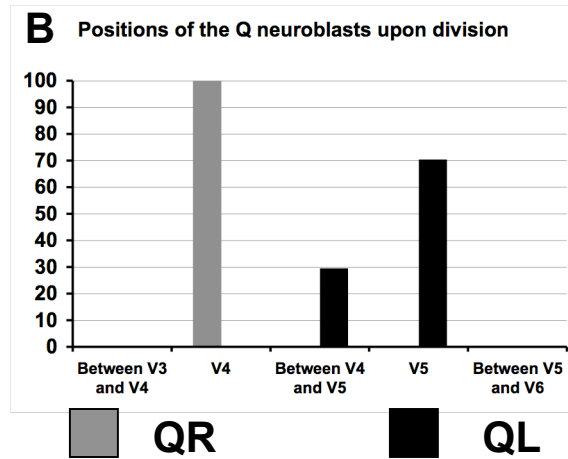 B Positions of the Q neuroblasts upon division
100
90
80
70
60
50
40
30
20
10
0
Between V3 and V4
V4
Between V4 and V5
V5
Between V5 and V6
QR
QL